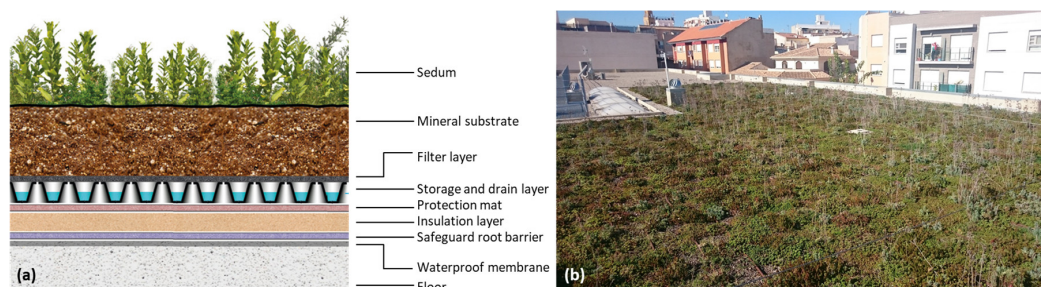 Sedum
Mineral substrate
Filter layer
Storage and drain layer
Protection mat
Insulation layer
Safeguard root barrier
Waterproof membrane
Floor
(a)
(b)